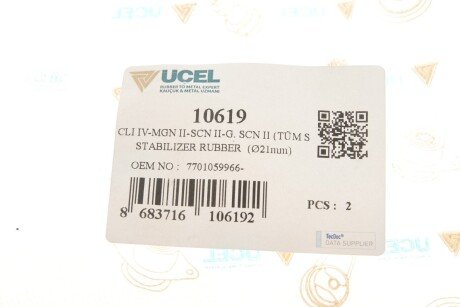 UCEL
RUBBER TO METAL EXPERT
KAUÇUK & METAL UZMANI
10619
CLI IV-MGN II-SCN II-G. SCN II (TÜM S
STABILIZER RUBBER (Ø21mm)
OEM NO : 7701059966-
8 683716 106192
PCS : 2
TecDoc
DATA SUPPLIER